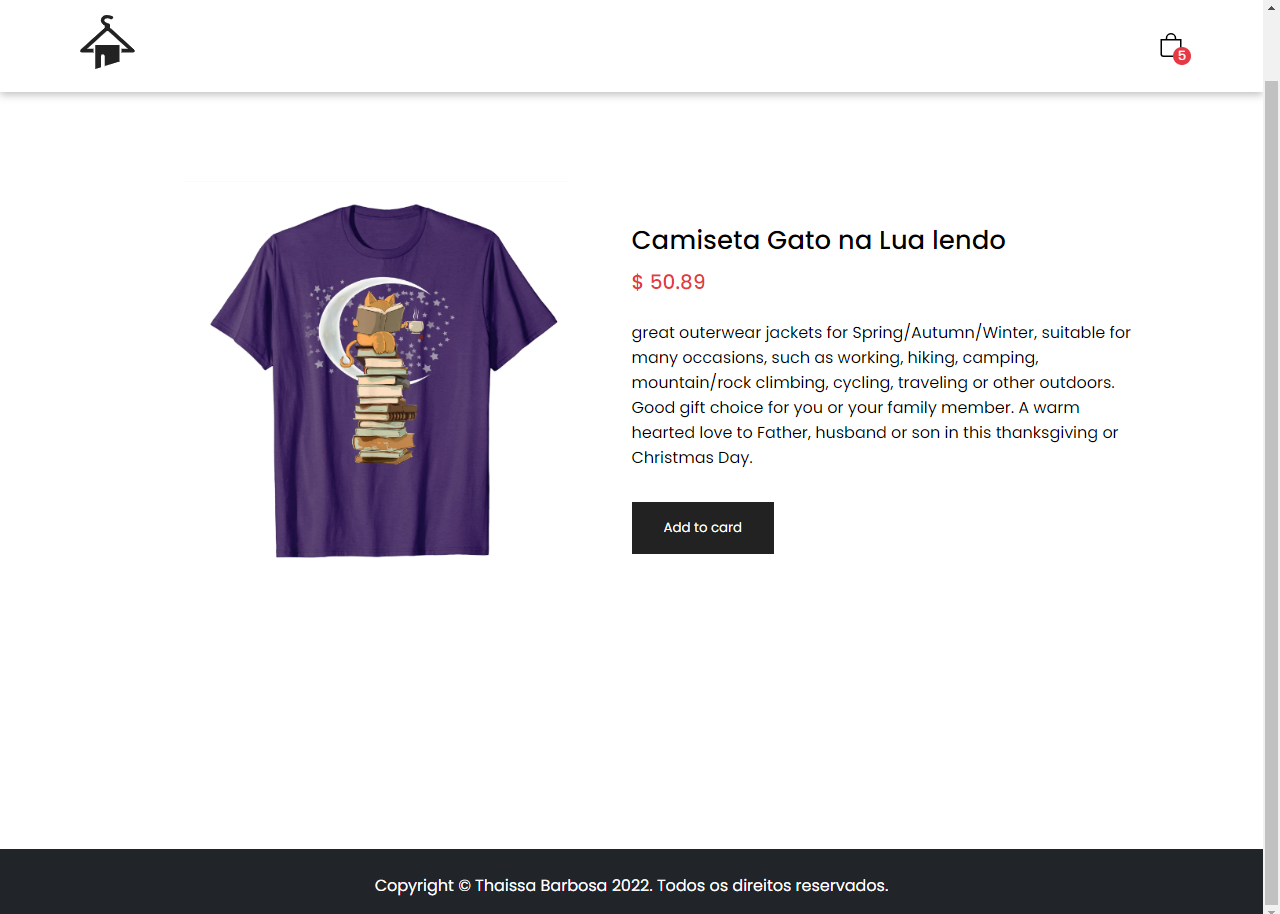 5
Camiseta Gato na Lua lendo
$ 50.89
great outerwear jackets for Spring/Autumn/Winter, suitable for
many occasions, such as working, hiking, camping,
mountain/rock climbing, cycling, traveling or other outdoors.
Good gift choice for you or your family member. A warm
hearted love to Father, husband or son in this thanksgiving or
Christmas Day.
Add to card
Copyright © Thaissa Barbosa 2022. Todos os direitos reservados.